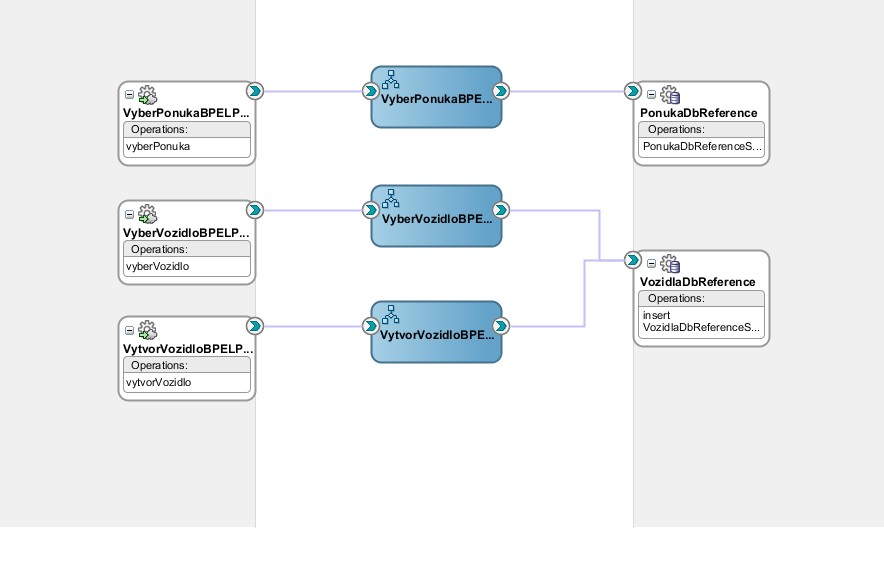 VyberPonukaBPELP...
Operations:
vyberPonuka
VyberPonukaBPE...
PonukaDbReference
Operations:
PonukaDbReferenceS...
VyberVozidloBPELP...
Operations:
vyberVozidlo
VyberVozidloBPE...
VozidlaDbReference
Operations:
insert
VozidlaDbReferenceS...
VytvorVozidloBPELP...
Operations:
vytvorVozidlo
VytvorVozidloBPE...